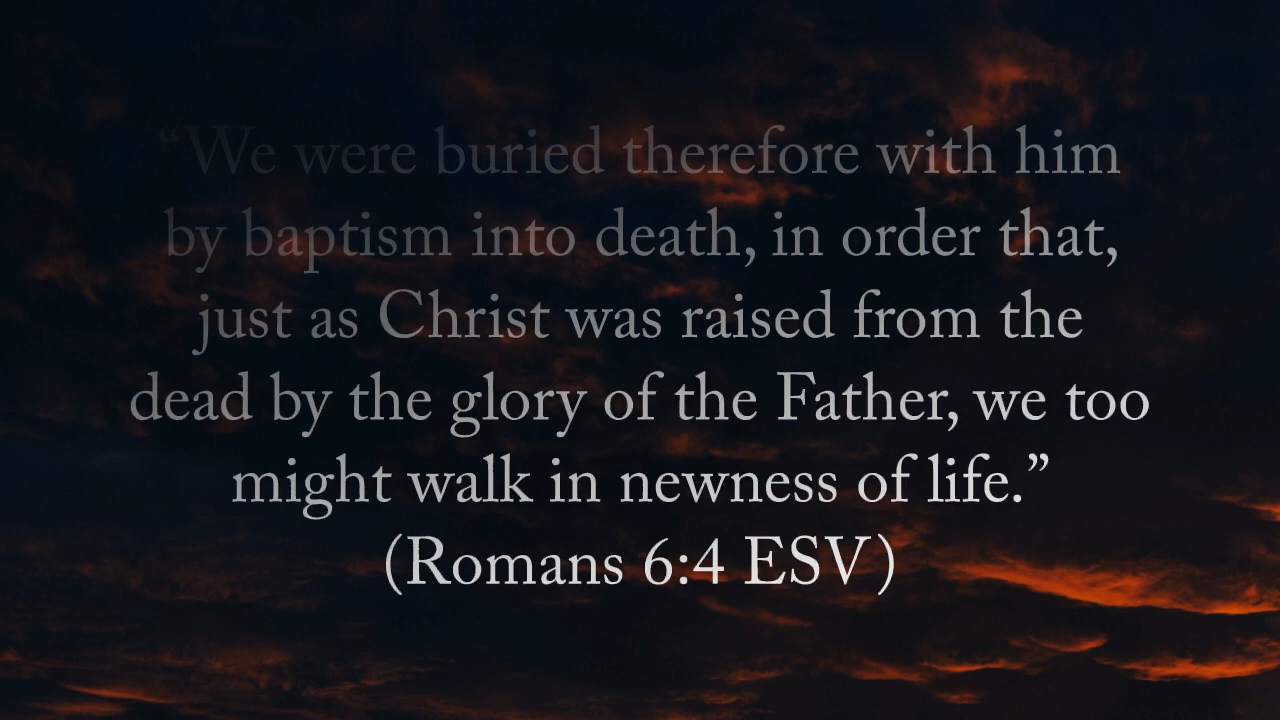 “We were buried therefore with him
by baptism into death, in order that,
just as Christ was raised from the
dead by the glory of the Father, we too
might walk in newness of life.”
(Romans 6:4 ESV)